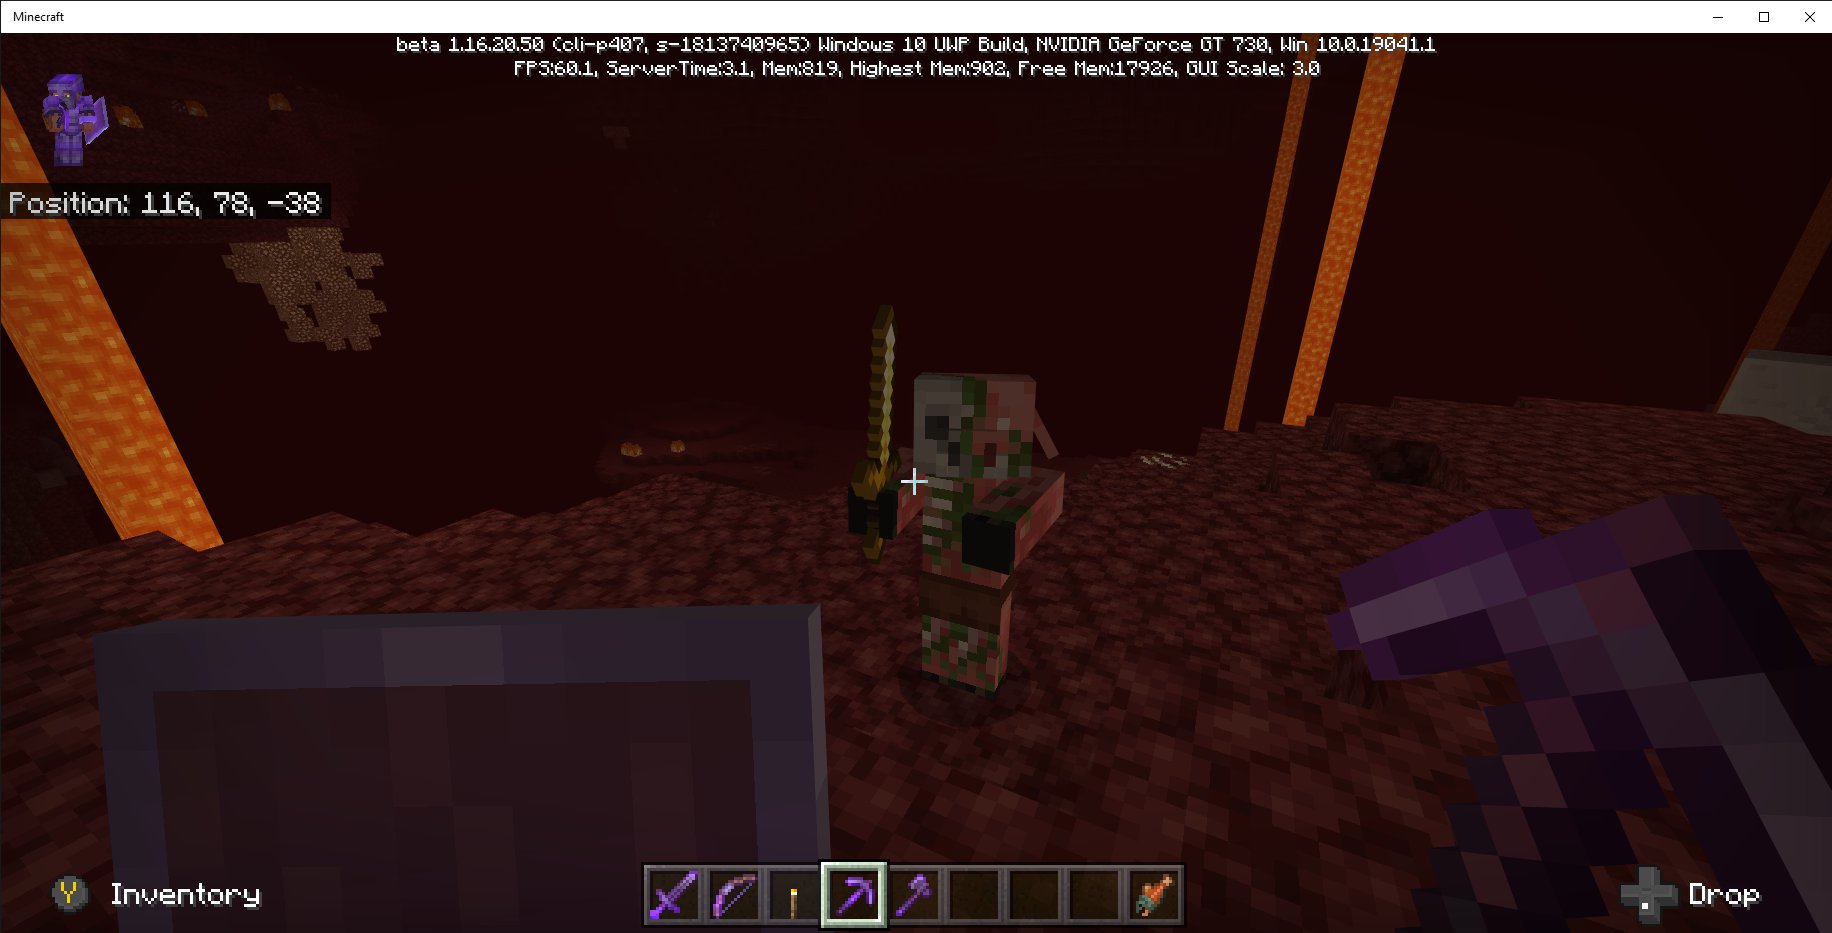 Minecraft
beta 1.16.20.50 (cli-p407, s-1813740965) Windows 10 UWP Build, NVIDIA GeForce GT 730, Win 10.0.19041.1
FPS:60.1, ServerTime:3.1, Mem:819, Highest Mem:902, Free Mem:17926, GUI Scale: 3.0
Position: 116, 78, -38
Y Inventory
Drop